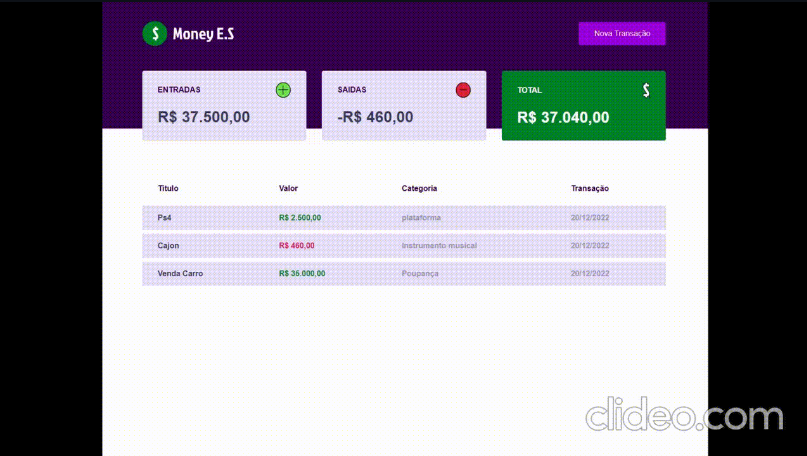 $ Money E.S
Nova Transação
ENTRADAS
R$ 37.500,00
SAIDAS
-R$ 460,00
TOTAL $
R$ 37.040,00
Titulo Valor Categoria Transação
Ps4 R$ 2.500,00 plataforma 20/12/2022
Cajon R$ 460,00 Instrumento musical 20/12/2022
Venda Carro R$ 35.000,00 Poupança 20/12/2022
clideo.com